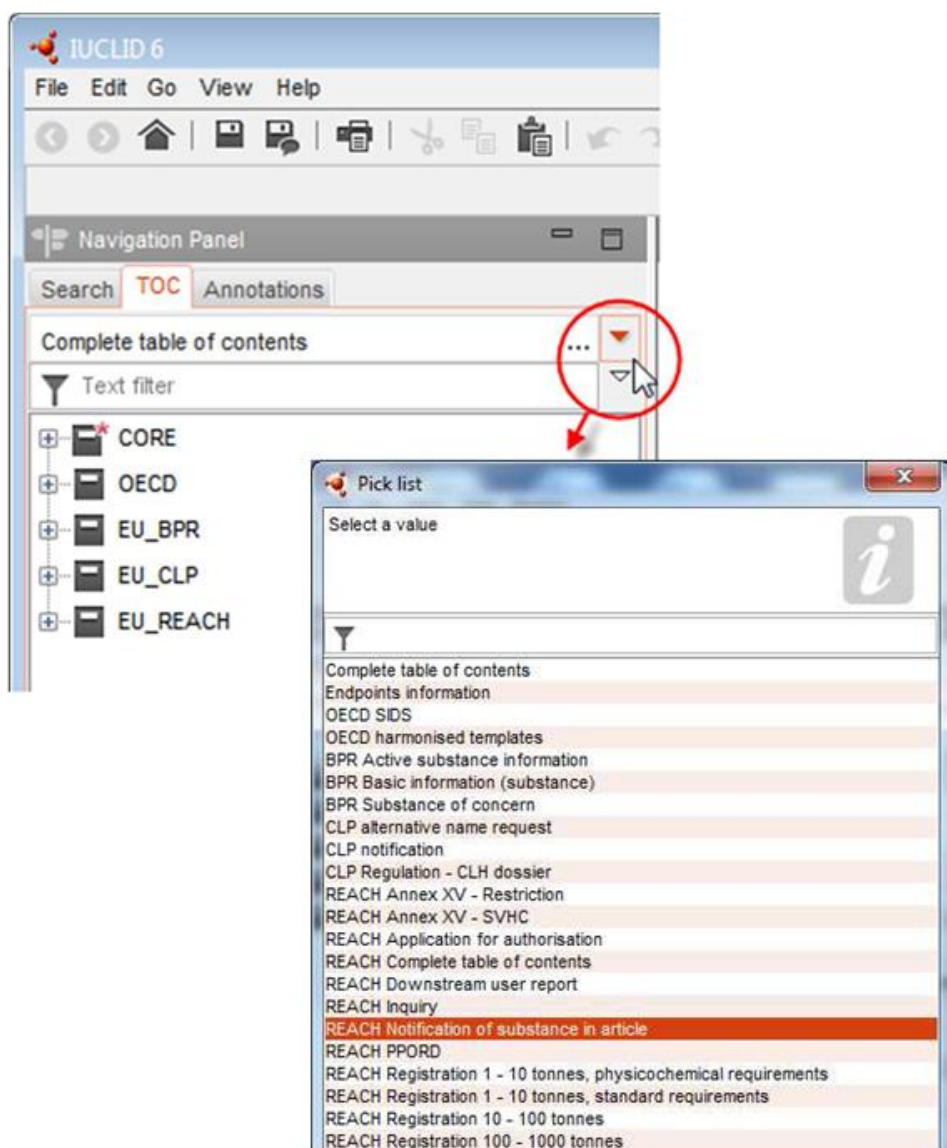 IUCLID 6
File Edit Go View Help
Navigation Panel
Search TOC Annotations
Complete table of contents ...
Text filter
CORE
OECD
EU_BPR
EU_CLP
EU_REACH
Pick list
Select a value
Complete table of contents
Endpoints information
OECD SIDS
OECD harmonised templates
BPR Active substance information
BPR Basic information (substance)
BPR Substance of concern
CLP alternative name request
CLP notification
CLP Regulation - CLH dossier
REACH Annex XV - Restriction
REACH Annex XV - SVHC
REACH Application for authorisation
REACH Complete table of contents
REACH Downstream user report
REACH Inquiry
REACH Notification of substance in article
REACH PPORD
REACH Registration 1 - 10 tonnes, physicochemical requirements
REACH Registration 1 - 10 tonnes, standard requirements
REACH Registration 10 - 100 tonnes
REACH Registration 100 - 1000 tonnes